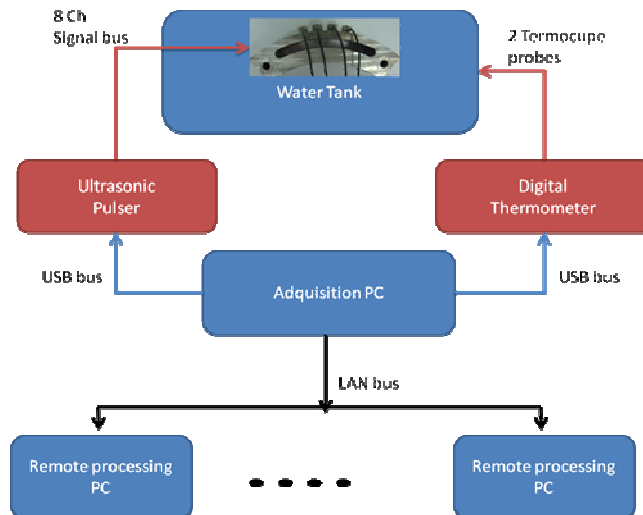 8 Ch
Signal bus
2 Termocupe
probes
Water Tank
Ultrasonic
Pulser
Digital
Thermometer
USB bus
Adquisition PC
USB bus
LAN bus
Remote processing
PC
Remote processing
PC